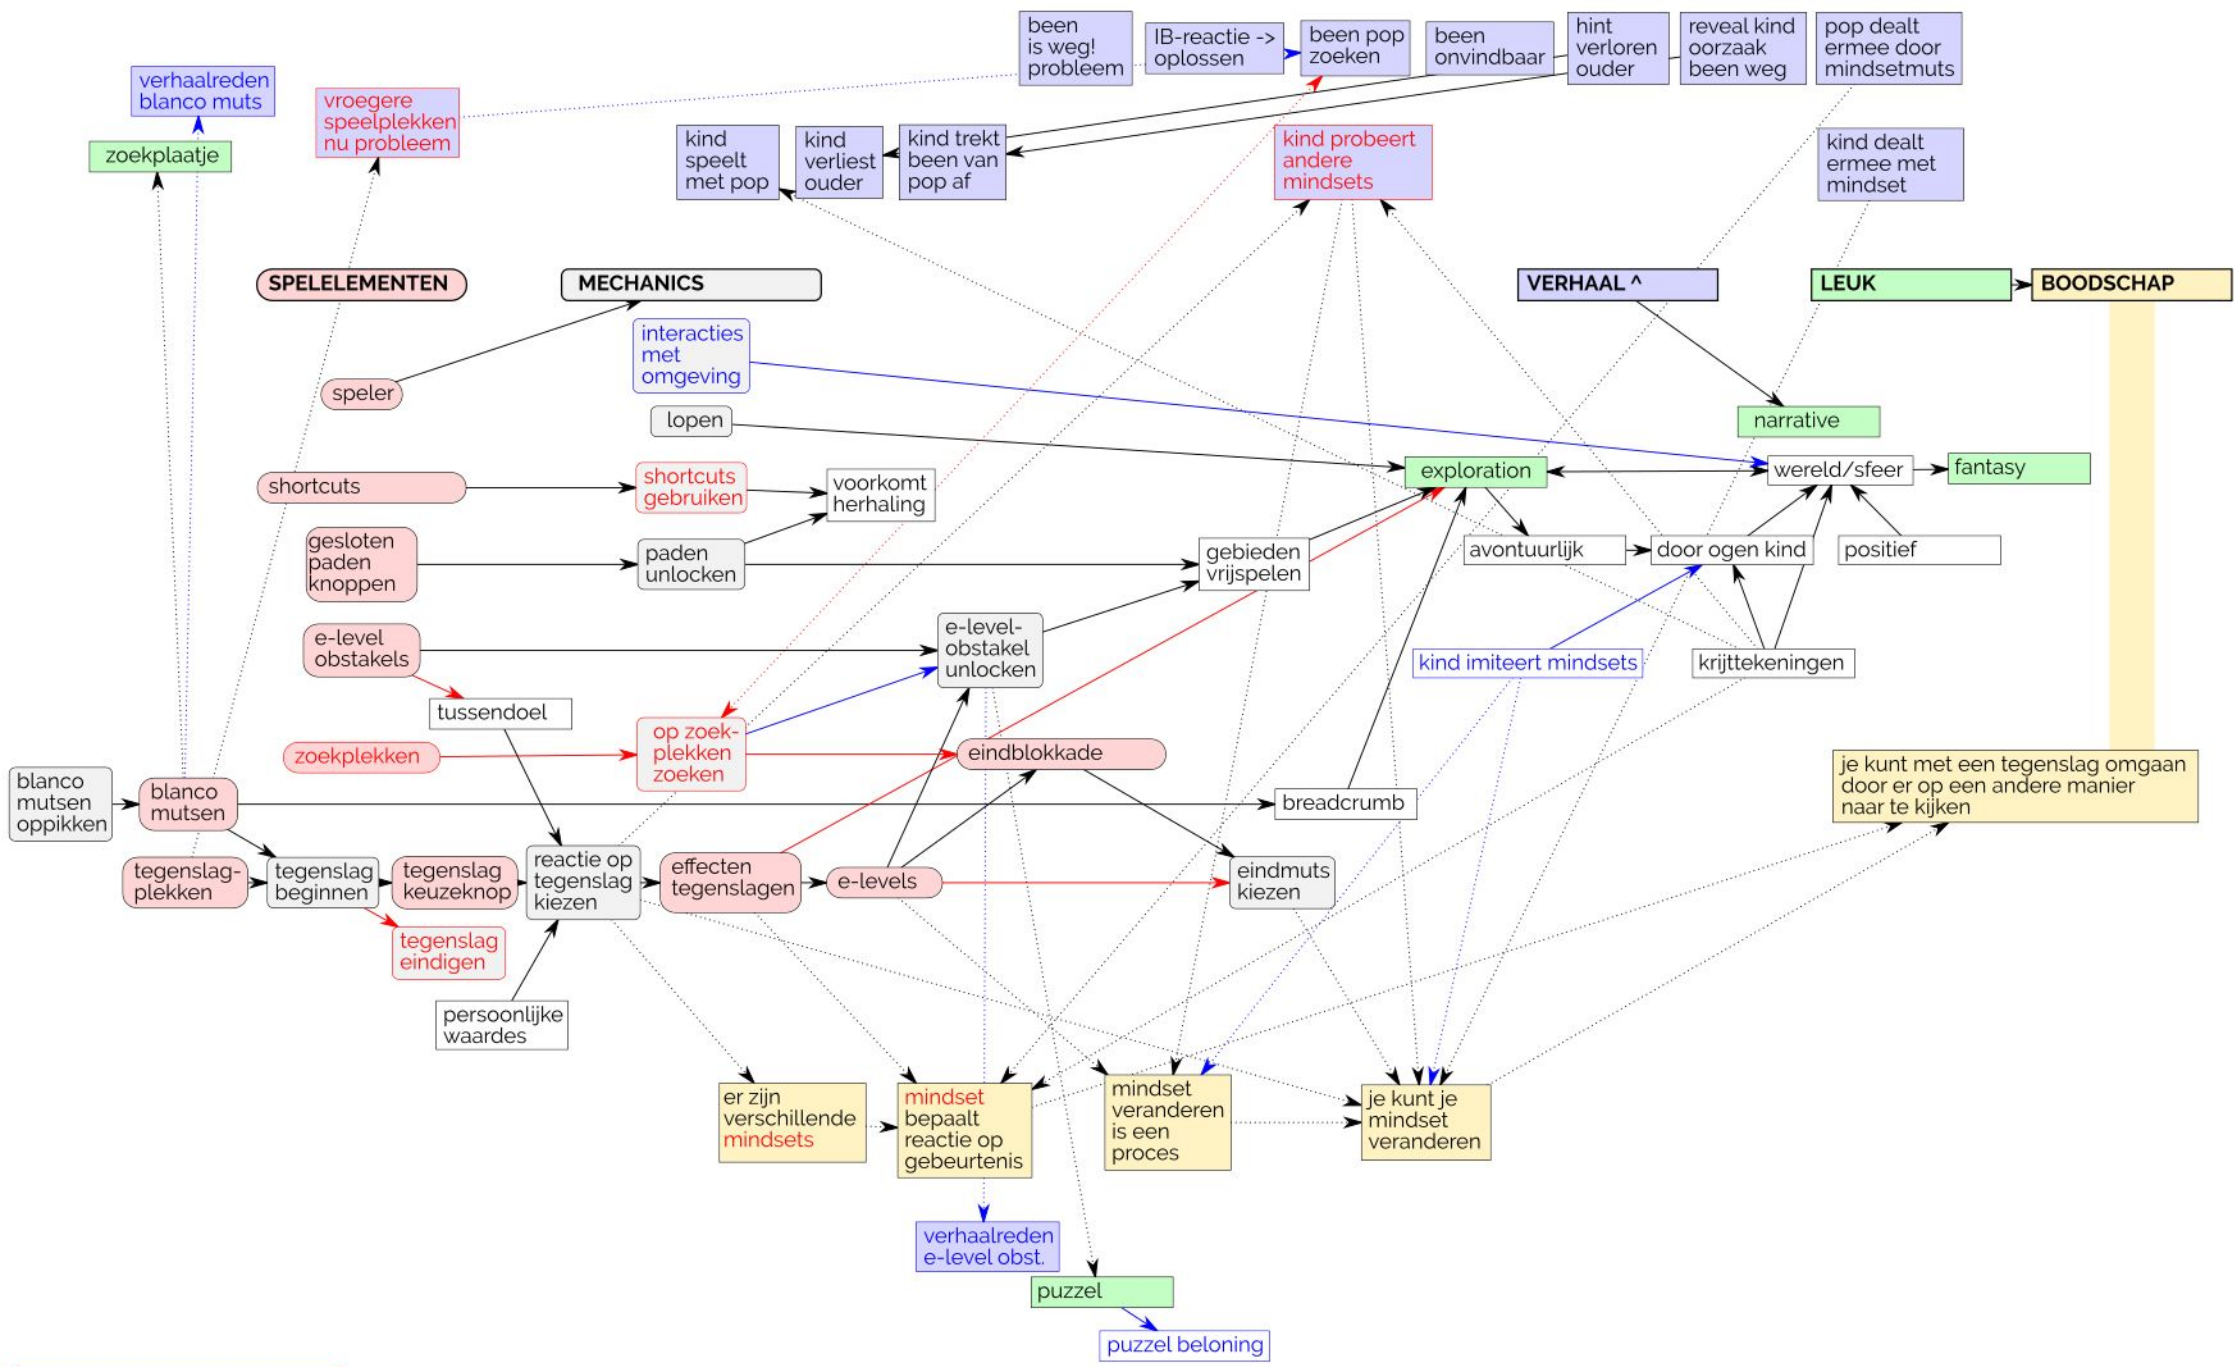 been
is weg!
probleem
IB-reactie ->
oplossen
been pop
zoeken
been
onvindbaar
hint
verloren
ouder
reveal kind
oorzaak
been weg
pop dealt
ermee door
mindsetmuts
verhaalreden
blanco muts
vroegere
speelplekken
nu probleem
zoekplaatje
kind
speelt
met pop
kind
verliest
ouder
kind trekt
been van
pop af
kind probeert
andere
mindsets
kind dealt
ermee met
mindset
SPELELEMENTEN
MECHANICS
VERHAAL ^
LEUK
BOODSCHAP
interacties
met
omgeving
speler
lopen
narrative
shortcuts
shortcuts
gebruiken
voorkomt
herhaling
exploration
wereld/sfeer
fantasy
gesloten
paden
knoppen
paden
unlocken
gebieden
vrijspelen
avontuurlijk
door ogen kind
positief
e-level
obstakels
e-level-
obstakel
unlocken
kind imiteert mindsets
krijttekeningen
tussendoel
zoekplekken
op zoek-
plekken
zoeken
eindblokkade
je kunt met een tegenslag omgaan
door er op een andere manier
naar te kijken
blanco
mutsen
oppikken
blanco
mutsen
breadcrumb
tegenslag-
plekken
tegenslag
beginnen
tegenslag
keuzeknop
reactie op
tegenslag
kiezen
effecten
tegenslagen
e-levels
eindmuts
kiezen
tegenslag
eindigen
persoonlijke
waardes
er zijn
verschillende
mindsets
mindset
bepaalt
reactie op
gebeurtenis
mindset
veranderen
is een
proces
je kunt je
mindset
veranderen
verhaalreden
e-level obst.
puzzel
puzzel beloning